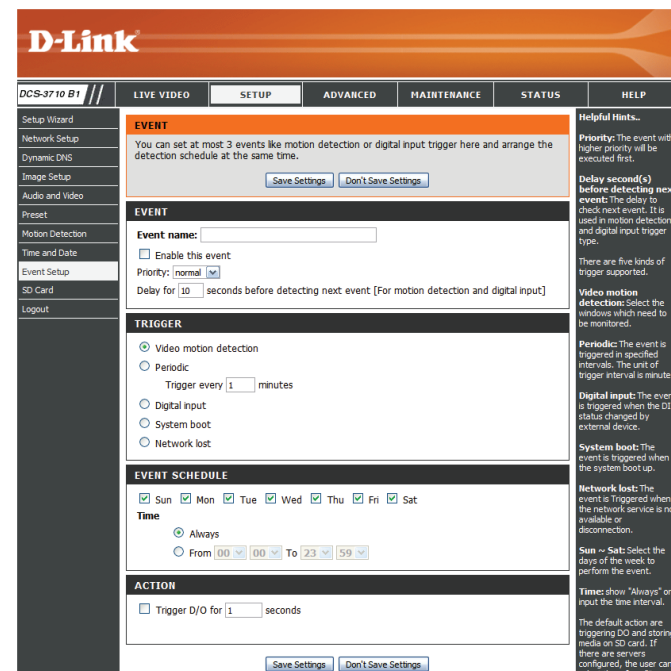 D-Link
DCS-3710 B1 // LIVE VIDEO SETUP ADVANCED MAINTENANCE STATUS HELP
Setup Wizard
Network Setup
Dynamic DNS
Image Setup
Audio and Video
Preset
Motion Detection
Time and Date
Event Setup
SD Card
Logout
EVENT
You can set at most 3 events like motion detection or digital input trigger here and arrange the
detection schedule at the same time.
Save Settings Don't Save Settings
EVENT
Event name:
Enable this event
Priority: normal
Delay for 10 seconds before detecting next event [For motion detection and digital input]
TRIGGER
Video motion detection
Periodic
Trigger every 1 minutes
Digital input
System boot
Network lost
EVENT SCHEDULE
Sun Mon Tue Wed Thu Fri Sat
Time
Always
From 00 00 To 23 59
ACTION
Trigger D/O for 1 seconds
Save Settings Don't Save Settings
Helpful Hints..
Priority: The event with
higher priority will be
executed first.
Delay second(s)
before detecting next
event: The delay to
check next event. It is
used in motion detection
and digital input trigger
type.
There are five kinds of
trigger supported.
Video motion
detection: Select the
windows which need to
be monitored.
Periodic: The event is
triggered in specified
intervals. The unit of
trigger interval is minute
Digital input: The event
is triggered when the DI
status changed by
external device.
System boot: The
event is triggered when
the system boot up.
Network lost: The
event is Triggered when
the network service is no
available or
disconnection.
Sun ~ Sat: Select the
days of the week to
perform the event.
Time: show "Always" or
input the time interval.
The default action are
triggering DO and storing
media on SD card. If
there are servers
configured, the user can